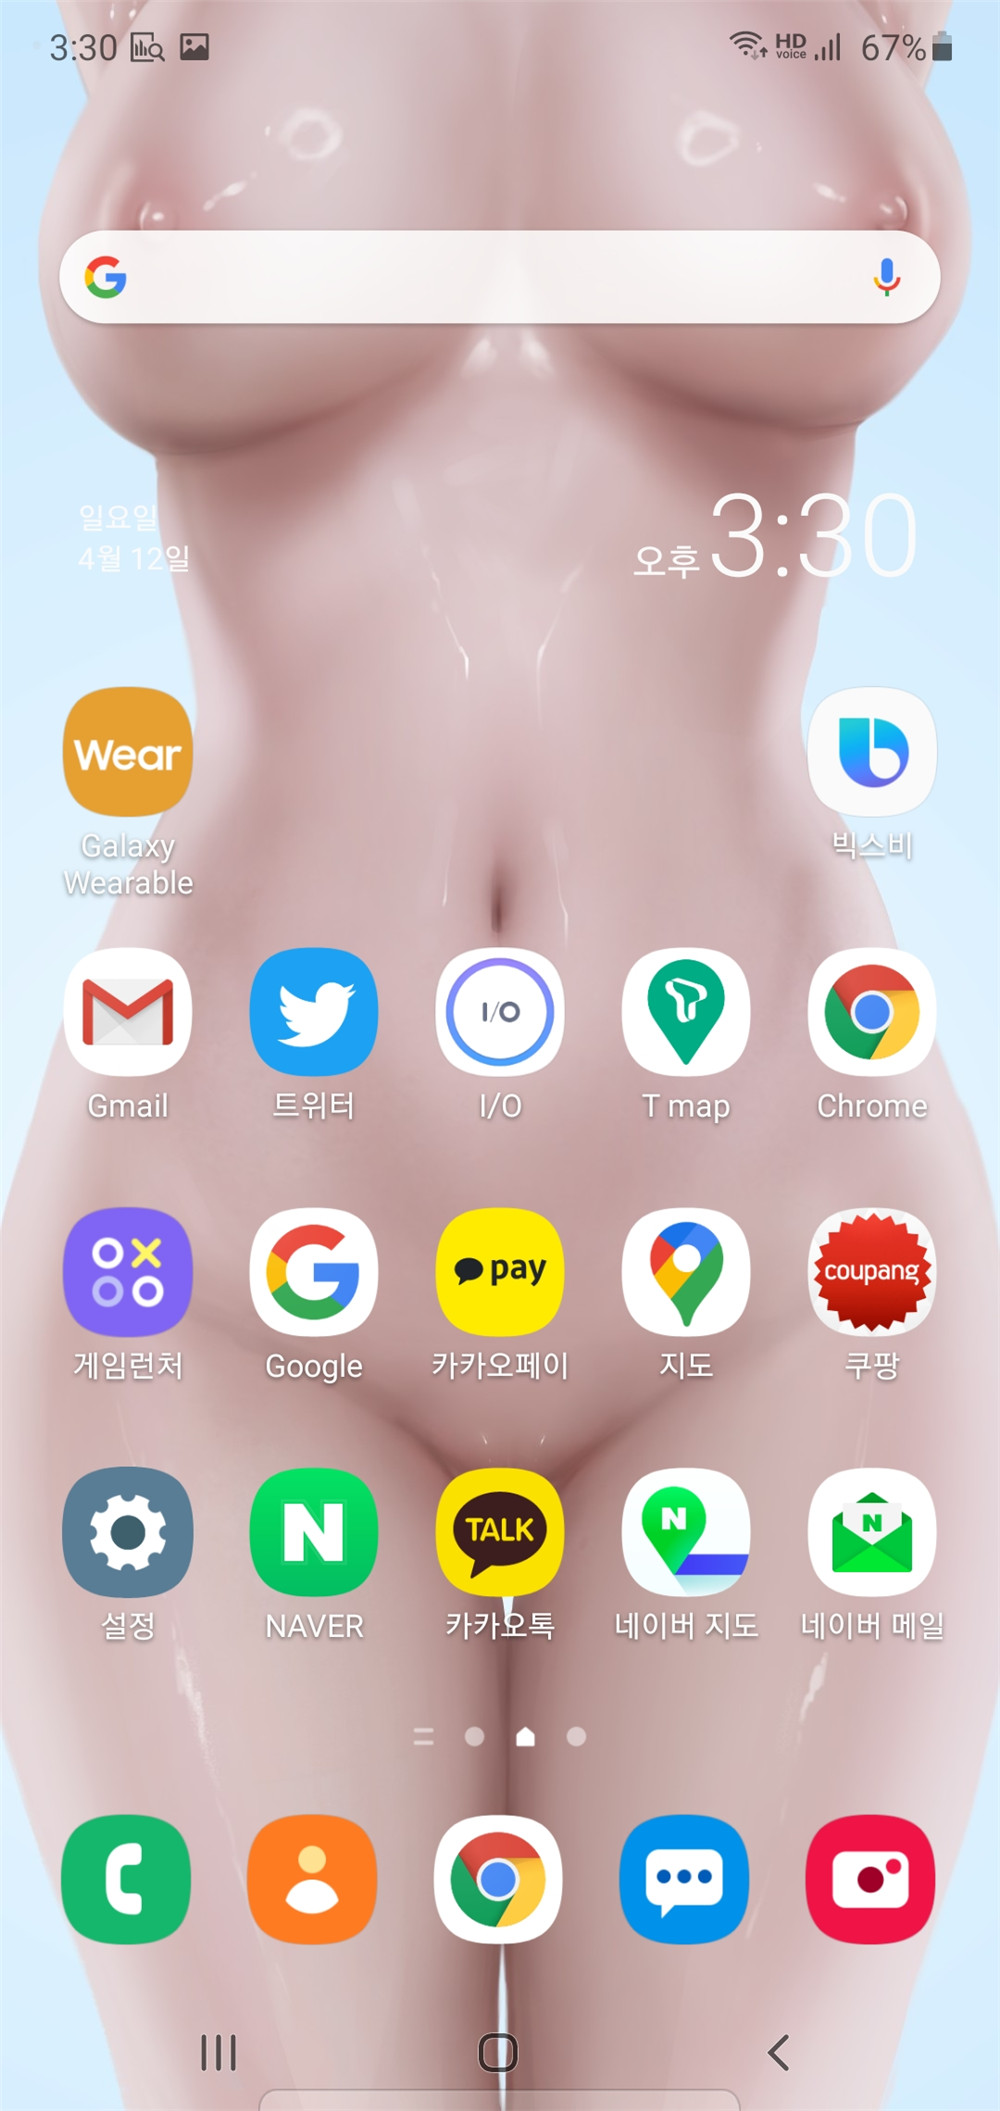 3:30
HD voice
67%
일요일
4월 12일
오후 3:30
Wear
Galaxy Wearable
빅스비
I/O
Gmail
트위터
I/O
T map
Chrome
pay
coupang
게임런처
Google
카카오페이
지도
쿠팡
N
TALK
N
N
설정
NAVER
카카오톡
네이버 지도
네이버 메일